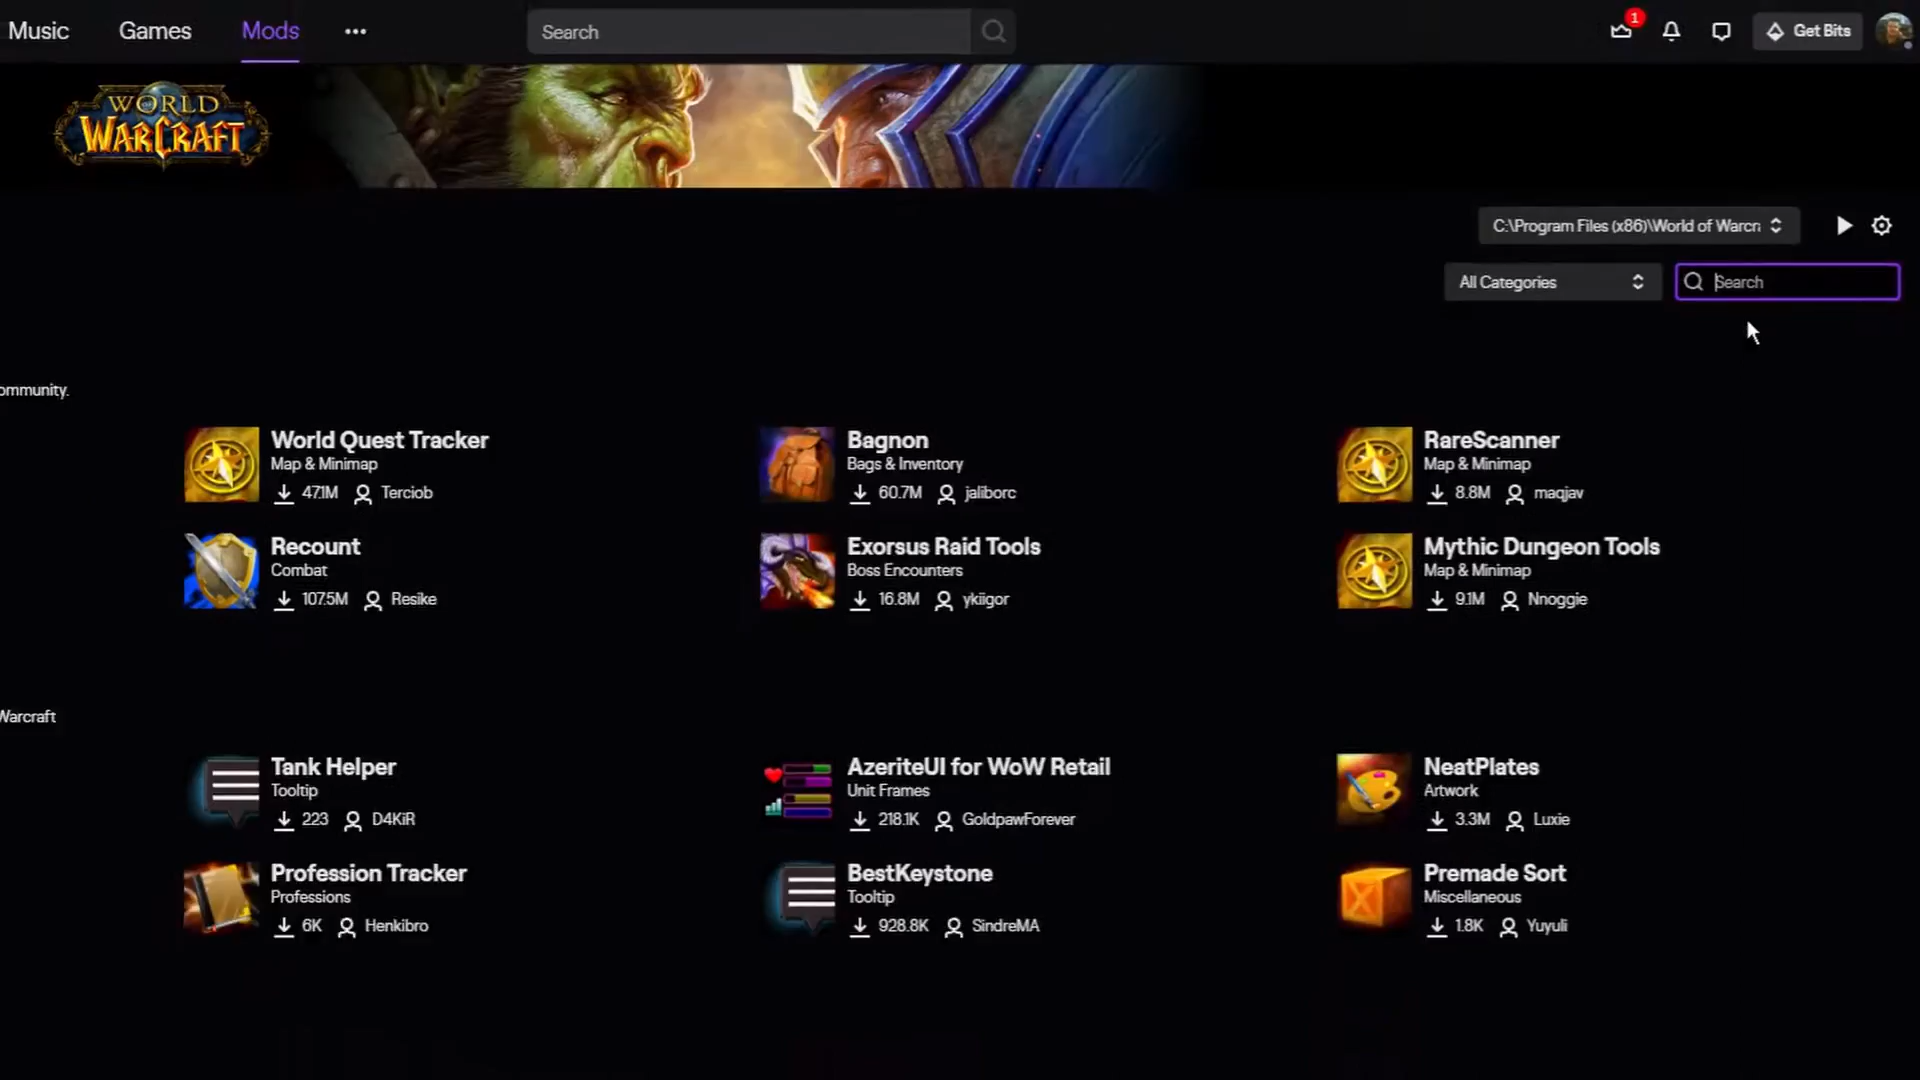 Music
Games
Mods
Search
1
Get Bits
WORLD
WARCRAFT
C:\Program Files (x86)\World of Warcr
All Categories
Search
ommunity.
World Quest Tracker
Map & Minimap
47.1M
Terciob
Bagnon
Bags & Inventory
60.7M
jaliborc
RareScanner
Map & Minimap
8.8M
maqjav
Recount
Combat
107.5M
Resike
Exorsus Raid Tools
Boss Encounters
16.8M
ykiigor
Mythic Dungeon Tools
Map & Minimap
9.1M
Nnoggie
Warcraft
Tank Helper
Tooltip
223
D4KiR
AzeriteUI for WoW Retail
Unit Frames
218.1K
GoldpawForever
NeatPlates
Artwork
3.3M
Luxie
Profession Tracker
Professions
6K
Henkibro
BestKeystone
Tooltip
928.8K
SindreMA
Premade Sort
Miscellaneous
1.8K
Yuyuli